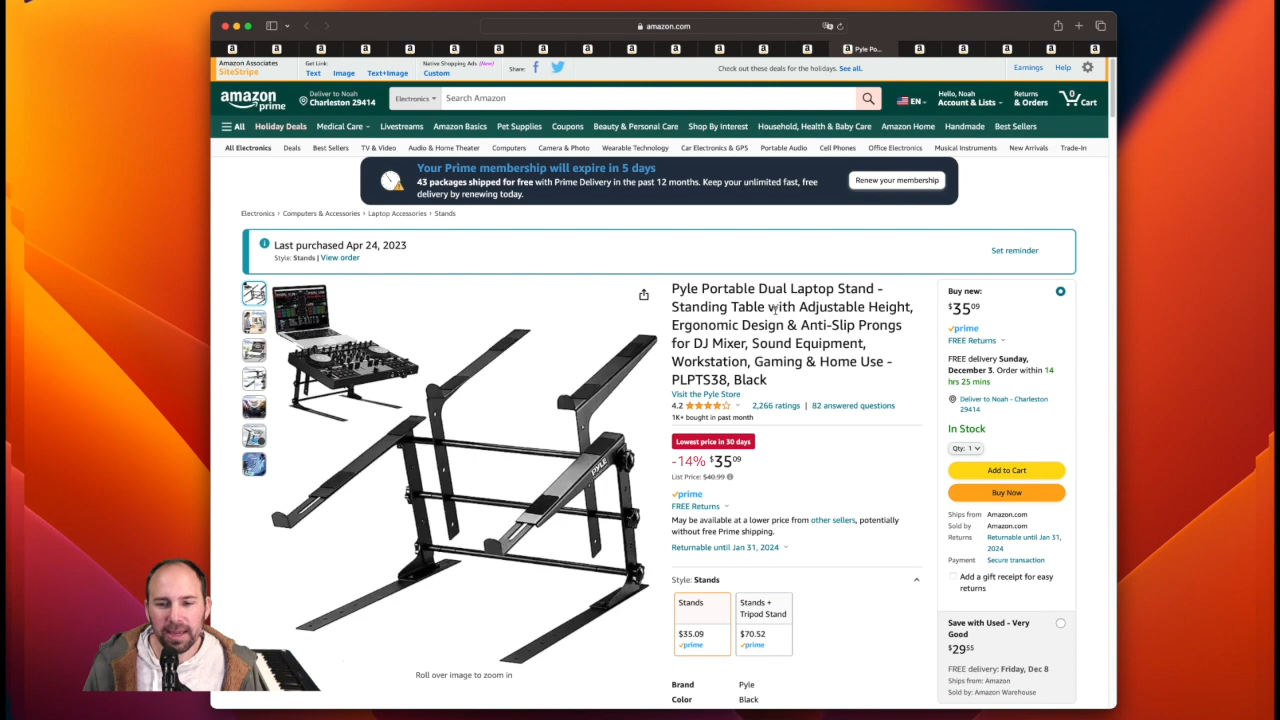 amazon.com
Pyle Po...
Amazon Associates
SiteStripe
Get Link:
Text Image Text+Image
Native Shopping Ads (New)
Custom
Share:
Check out these deals for the holidays. See all.
Earnings Help
amazon prime
Deliver to Noah
Charleston 29414
Electronics
Search Amazon
EN
Hello, Noah
Account & Lists
Returns
& Orders
0
Cart
All Holiday Deals Medical Care Livestreams Amazon Basics Pet Supplies Coupons Beauty & Personal Care Shop By Interest Household, Health & Baby Care Amazon Home Handmade Best Sellers
All Electronics Deals Best Sellers TV & Video Audio & Home Theater Computers Camera & Photo Wearable Technology Car Electronics & GPS Portable Audio Cell Phones Office Electronics Musical Instruments New Arrivals Trade-In
Your Prime membership will expire in 5 days
43 packages shipped for free with Prime Delivery in the past 12 months. Keep your unlimited fast, free
delivery by renewing today.
Renew your membership
Electronics › Computers & Accessories › Laptop Accessories › Stands
Last purchased Apr 24, 2023
Style: Stands | View order
Set reminder
PYLE
Roll over image to zoom in
Pyle Portable Dual Laptop Stand -
Standing Table with Adjustable Height,
Ergonomic Design & Anti-Slip Prongs
for DJ Mixer, Sound Equipment,
Workstation, Gaming & Home Use -
PLPTS38, Black
Visit the Pyle Store
4.2 2,266 ratings | 82 answered questions
1K+ bought in past month
Lowest price in 30 days
-14% $35 09
List Price: $40.99
prime
FREE Returns
May be available at a lower price from other sellers, potentially
without free Prime shipping.
Returnable until Jan 31, 2024
Style: Stands
Stands
$35.09
prime
Stands +
Tripod Stand
$70.52
prime
Brand Pyle
Color Black
Buy new:
$35 09
prime
FREE Returns
FREE delivery Sunday,
December 3. Order within 14
hrs 25 mins
Deliver to Noah - Charleston
29414
In Stock
Qty: 1
Add to Cart
Buy Now
Ships from Amazon.com
Sold by Amazon.com
Returns Returnable until Jan 31,
2024
Payment Secure transaction
Add a gift receipt for easy
returns
Save with Used - Very
Good
$29 55
FREE delivery: Friday, Dec 8
Ships from: Amazon
Sold by: Amazon Warehouse